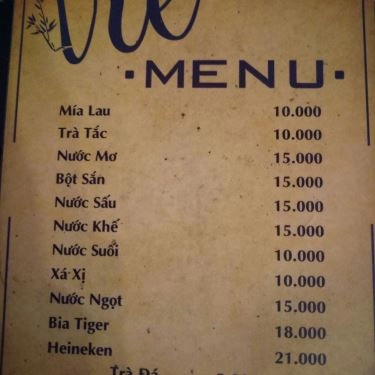 ·MENU·
Mía Lau 10.000
Trà Tắc 10.000
Nước Mơ 15.000
Bột Sắn 15.000
Nước Sấu 15.000
Nước Khế 15.000
Nước Suối 10.000
Xá Xị 10.000
Nước Ngọt 15.000
Bia Tiger 18.000
Heineken 21.000
Trà Đá